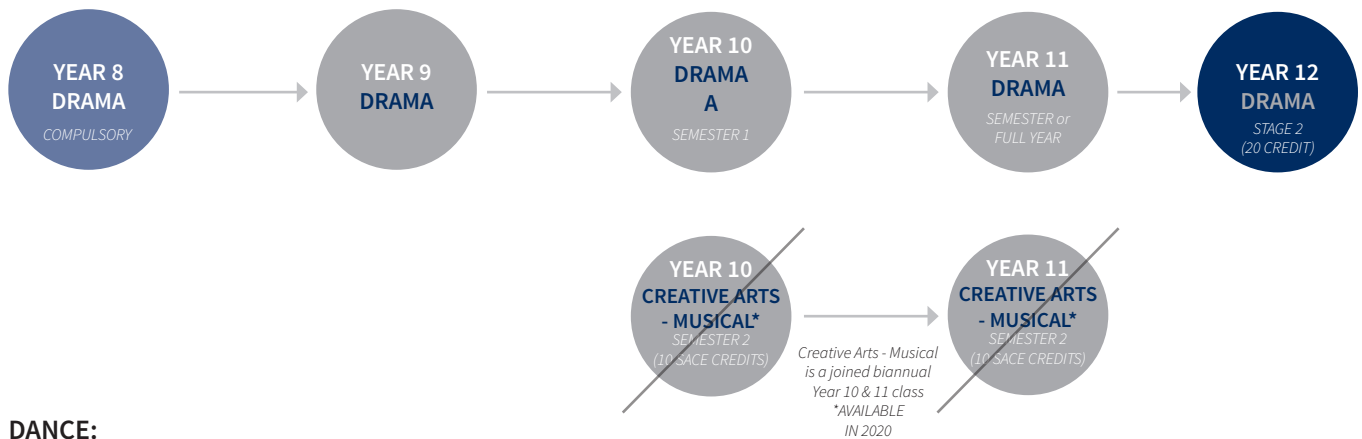 YEAR 8
DRAMA
COMPULSORY
YEAR 9
DRAMA
YEAR 10
DRAMA
A
SEMESTER 1
YEAR 11
DRAMA
SEMESTER or
FULL YEAR
YEAR 12
DRAMA
STAGE 2
(20 CREDIT)
YEAR 10
CREATIVE ARTS
- MUSICAL*
SEMESTER 2
(10 SACE CREDITS)
Creative Arts - Musical
is a joined biannual
Year 10 & 11 class
*AVAILABLE
IN 2020
YEAR 11
CREATIVE ARTS
- MUSICAL*
SEMESTER 2
(10 SACE CREDITS)
DANCE: